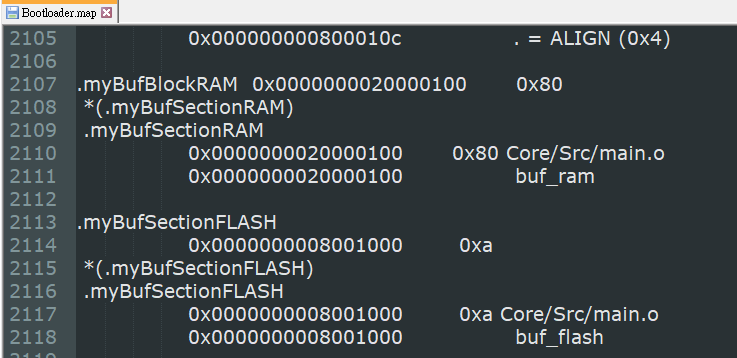 Bootloader.map
2105 0x000000000800010c . = ALIGN (0x4)
2106
2107 .myBufBlockRAM 0x0000000020000100 0x80
2108 *(.myBufSectionRAM)
2109 .myBufSectionRAM
2110 0x0000000020000100 0x80 Core/Src/main.o
2111 0x0000000020000100 buf_ram
2112
2113 .myBufSectionFLASH
2114 0x0000000008001000 0xa
2115 *(.myBufSectionFLASH)
2116 .myBufSectionFLASH
2117 0x0000000008001000 0xa Core/Src/main.o
2118 0x0000000008001000 buf_flash